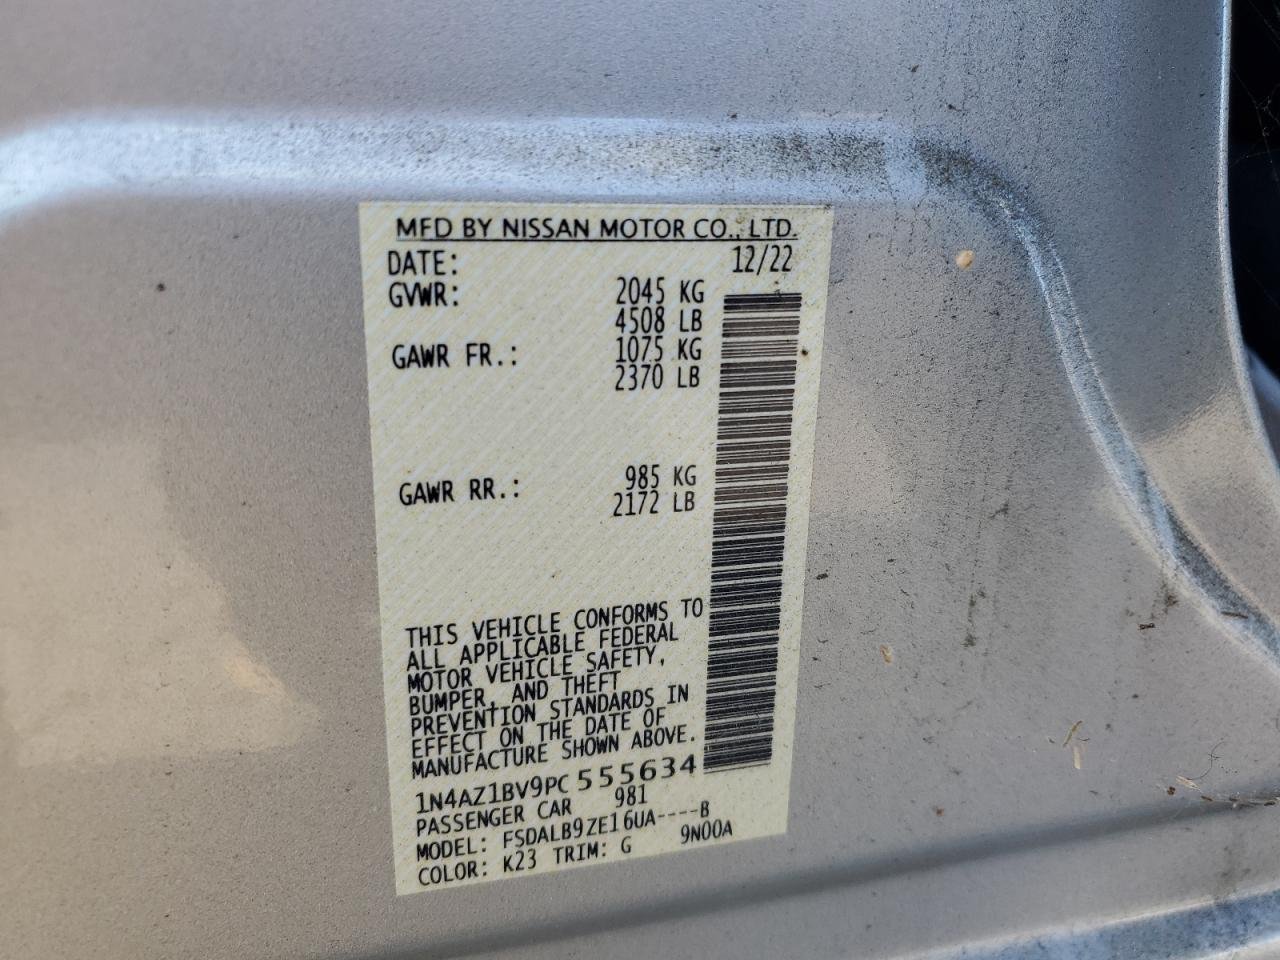 MFD BY NISSAN MOTOR CO., LTD.
DATE: 12/22
GVWR: 2045 KG
4508 LB
GAWR FR.: 1075 KG
2370 LB
GAWR RR.: 985 KG
2172 LB
THIS VEHICLE CONFORMS TO
ALL APPLICABLE FEDERAL
MOTOR VEHICLE SAFETY,
BUMPER, AND THEFT
PREVENTION STANDARDS IN
EFFECT ON THE DATE OF
MANUFACTURE SHOWN ABOVE.
1N4AZ1BV9PC555634
PASSENGER CAR 981
MODEL: FSDALB9ZE16UA----B
COLOR: K23 TRIM: G 9N00A